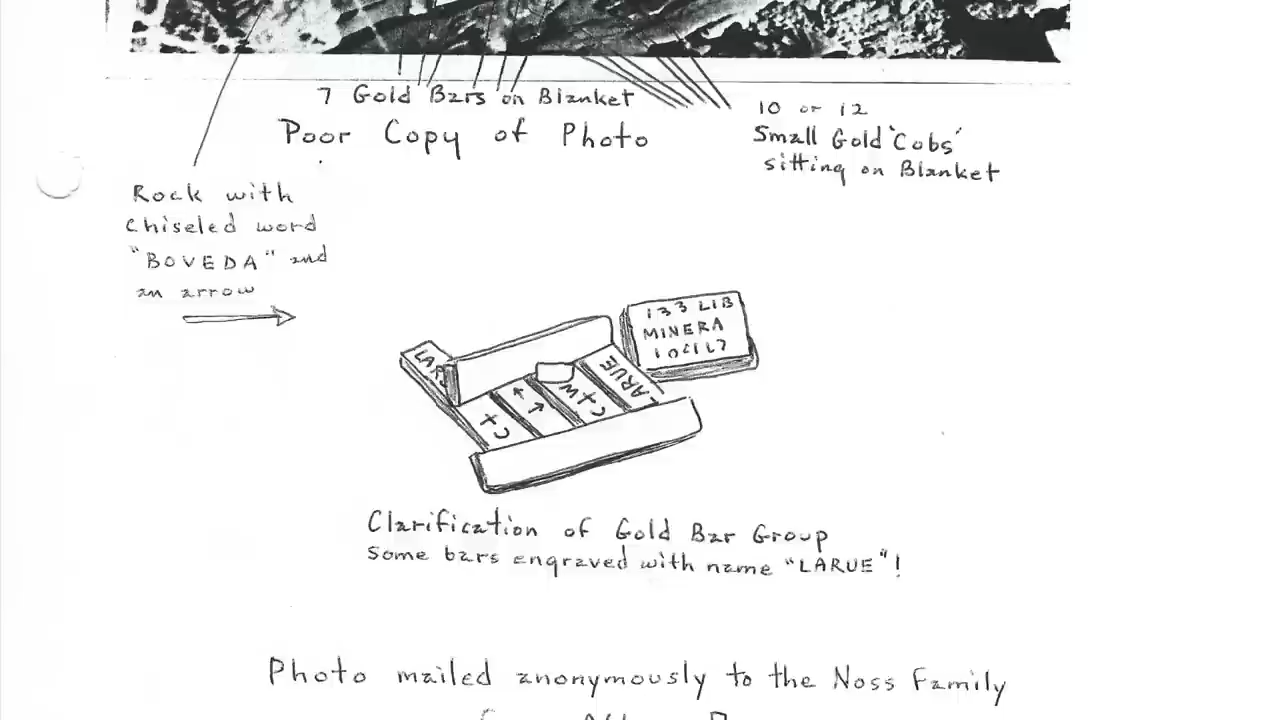 7 Gold Bars on Blanket
Poor Copy of Photo
10 or 12
Small Gold 'Cobs'
sitting on Blanket
Rock with
chiseled word
"BOVEDA" and
an arrow
133 LIB
MINERA
LAR
LARUE
C+W
C+
Clarification of Gold Bar Group
Some bars engraved with name "LARUE"!
Photo mailed anonymously to the Noss Family